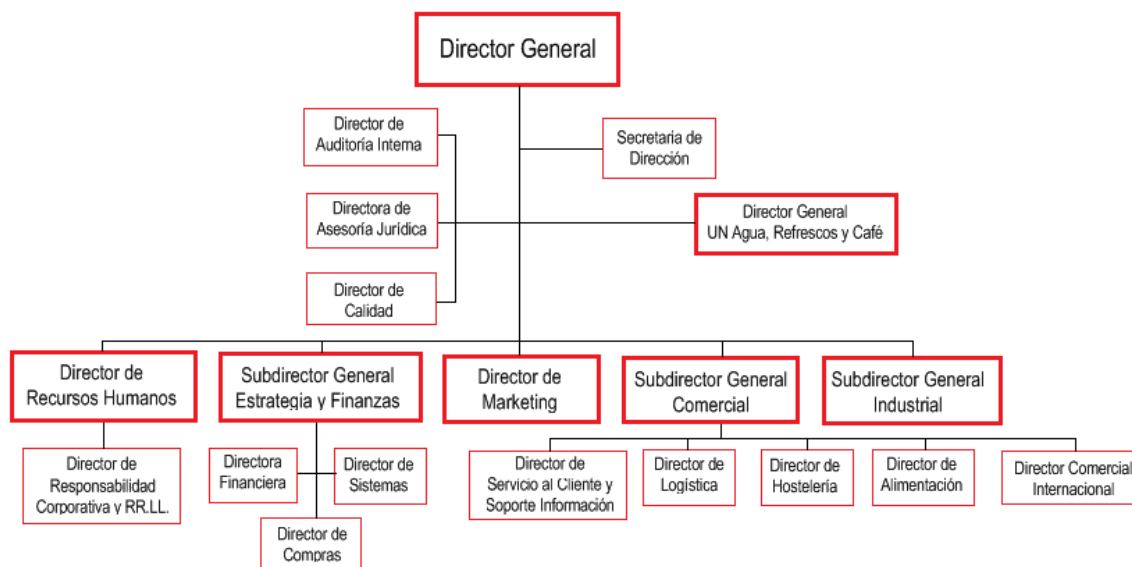 Director General
Director de
Auditoría Interna
Secretaria de
Dirección
Directora de
Asesoría Jurídica
Director General
UN Agua, Refrescos y Café
Director de
Calidad
Director de
Recursos Humanos
Subdirector General
Estrategia y Finanzas
Director de
Marketing
Subdirector General
Comercial
Subdirector General
Industrial
Director de
Responsabilidad
Corporativa y RR.LL.
Directora
Financiera
Director de
Sistemas
Director de
Compras
Director de
Servicio al Cliente y
Soporte Información
Director de
Logística
Director de
Hostelería
Director de
Alimentación
Director Comercial
Internacional